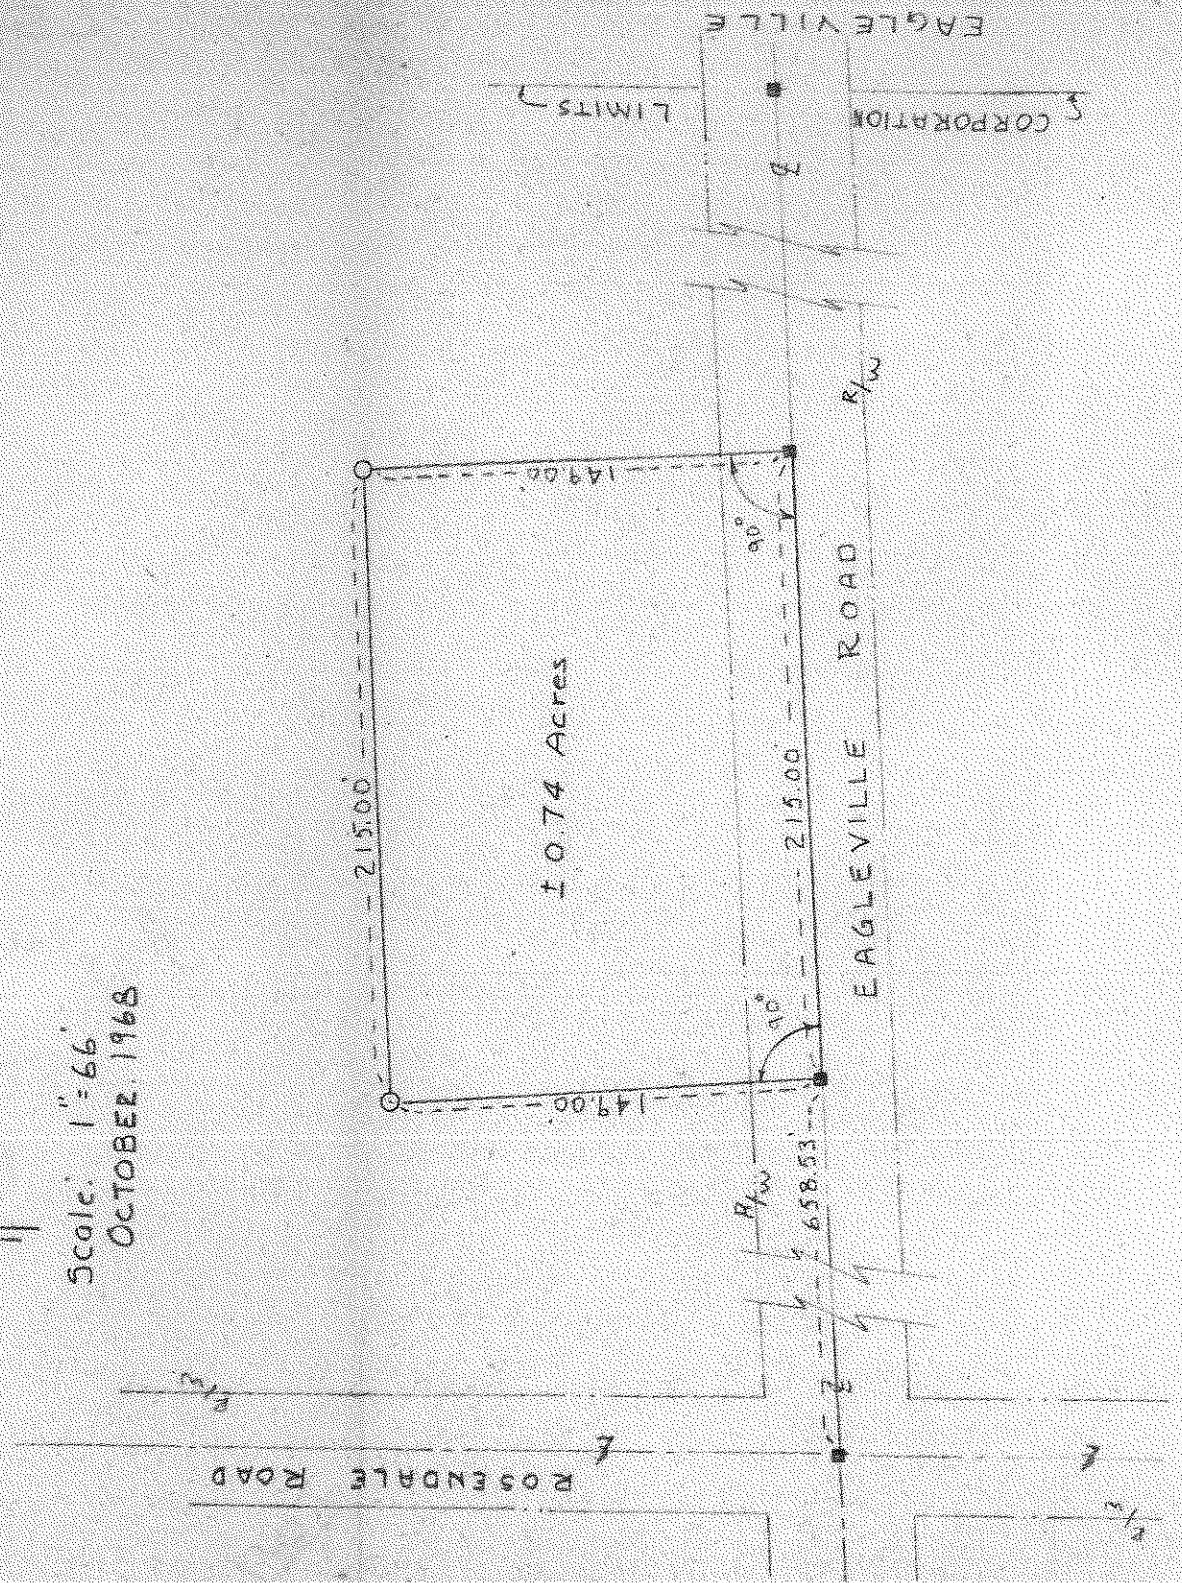 Scale: 1"=66'
OCTOBER. 1968
EAGLEVILLE
CORPORATION
LIMITS
R/W
149.00'
90°
215.00'
± 0.74 Acres
215.00
EAGLEVILLE ROAD
90°
149.00'
R/W
658.53'
R/W
ROSENDALE ROAD
R/W